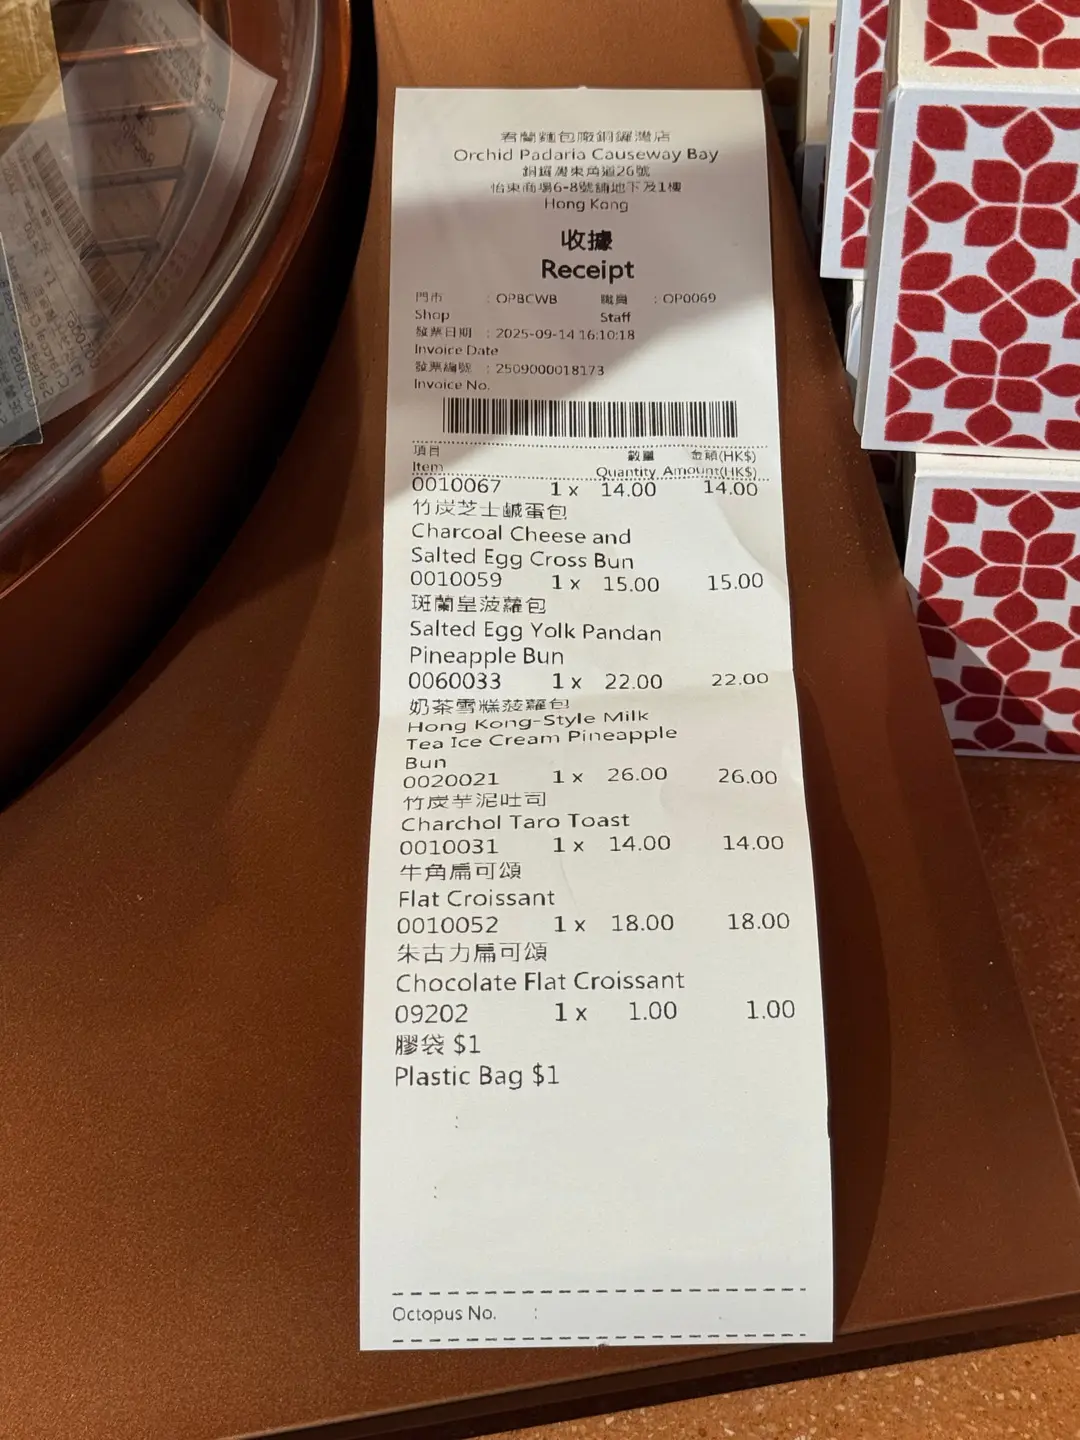 君蘭麵包廠銅鑼灣店
Orchid Padaria Causeway Bay
銅鑼灣東角道26號
怡東商場6-8號舖地下及1樓
Hong Kong
收據
Receipt
門市 : OPBCWB 職員 : OP0069
Shop Staff
發票日期 : 2025-09-14 16:10:18
Invoice Date
發票編號 : 2509000018173
Invoice No.
項目 數量 金額(HK$)
Item Quantity Amount(HK$)
0010067 1 x 14.00 14.00
竹炭芝士鹹蛋包
Charcoal Cheese and
Salted Egg Cross Bun
0010059 1 x 15.00 15.00
斑蘭皇菠蘿包
Salted Egg Yolk Pandan
Pineapple Bun
0060033 1 x 22.00 22.00
奶茶雪糕菠蘿包
Hong Kong-Style Milk
Tea Ice Cream Pineapple
Bun
0020021 1 x 26.00 26.00
竹炭芋泥吐司
Charchol Taro Toast
0010031 1 x 14.00 14.00
牛角扁可頌
Flat Croissant
0010052 1 x 18.00 18.00
朱古力扁可頌
Chocolate Flat Croissant
09202 1 x 1.00 1.00
膠袋 $1
Plastic Bag $1
:
:
Octopus No. :